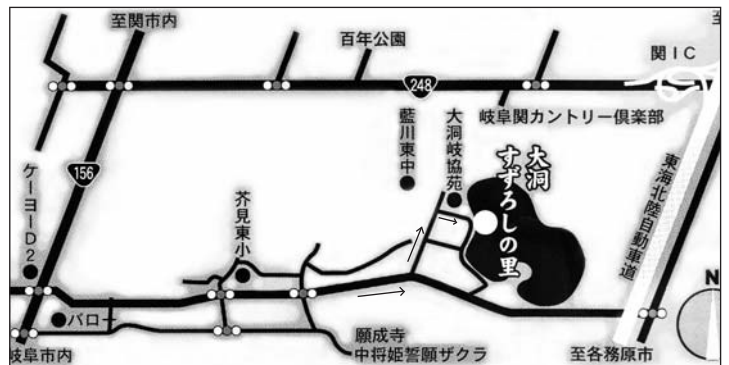 至関市内
百年公園
関IC
248
岐阜関カントリー倶楽部
156
ケーヨーD2
藍川東中
大洞岐協苑
大洞
すずろしの里
東海北陸自動車道
芥見東小
バロー
N
岐阜市内
願成寺
中将姫誓願ザクラ
至各務原市
至